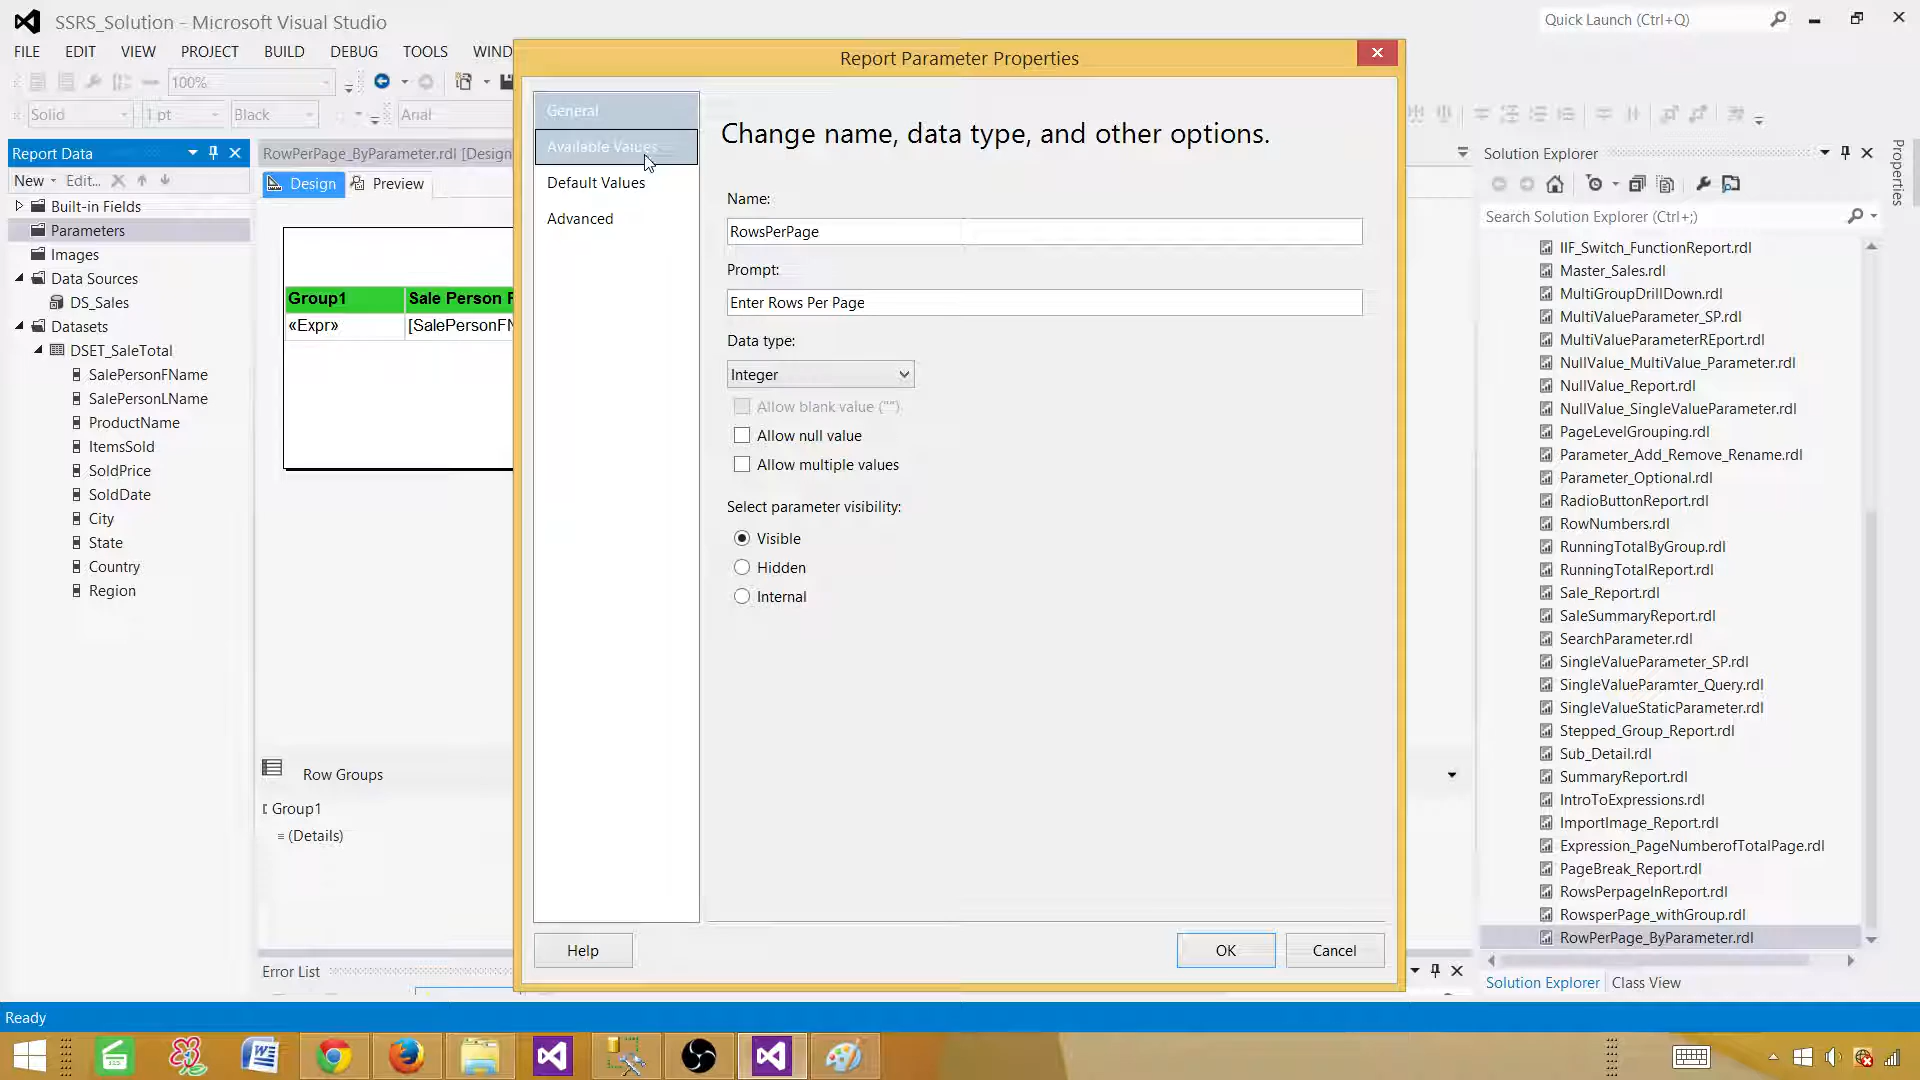 SSRS_Solution - Microsoft Visual Studio
Quick Launch (Ctrl+Q)
FILE EDIT VIEW PROJECT BUILD DEBUG TOOLS WIND
Report Parameter Properties
100%
Solid 1 pt Black Arial
Report Data
New Edit...
Built-in Fields
Parameters
Images
Data Sources
DS_Sales
Datasets
DSET_SaleTotal
SalePersonFName
SalePersonLName
ProductName
ItemsSold
SoldPrice
SoldDate
City
State
Country
Region
RowPerPage_ByParameter.rdl [Design
Design Preview
Group1 Sale Person F
«Expr» [SalePersonFN
Row Groups
Group1
(Details)
Error List
General
Available Values
Default Values
Advanced
Change name, data type, and other options.
Name:
RowsPerPage
Prompt:
Enter Rows Per Page
Data type:
Integer
Allow blank value ("")
Allow null value
Allow multiple values
Select parameter visibility:
Visible
Hidden
Internal
Help OK Cancel
Solution Explorer
Search Solution Explorer (Ctrl+;)
IIF_Switch_FunctionReport.rdl
Master_Sales.rdl
MultiGroupDrillDown.rdl
MultiValueParameter_SP.rdl
MultiValueParameterREport.rdl
NullValue_MultiValue_Parameter.rdl
NullValue_Report.rdl
NullValue_SingleValueParameter.rdl
PageLevelGrouping.rdl
Parameter_Add_Remove_Rename.rdl
Parameter_Optional.rdl
RadioButtonReport.rdl
RowNumbers.rdl
RunningTotalByGroup.rdl
RunningTotalReport.rdl
Sale_Report.rdl
SaleSummaryReport.rdl
SearchParameter.rdl
SingleValueParameter_SP.rdl
SingleValueParamter_Query.rdl
SingleValueStaticParameter.rdl
Stepped_Group_Report.rdl
Sub_Detail.rdl
SummaryReport.rdl
IntroToExpressions.rdl
ImportImage_Report.rdl
Expression_PageNumberofTotalPage.rdl
PageBreak_Report.rdl
RowsPerpageInReport.rdl
RowsperPage_withGroup.rdl
RowPerPage_ByParameter.rdl
Solution Explorer Class View
Properties
Ready